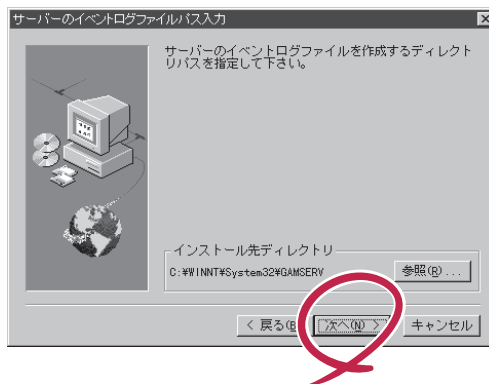 サーバーのイベントログファイルパス入力
サーバーのイベントログファイルを作成するディレクト
リパスを指定して下さい。
インストール先ディレクトリ
C:¥WINNT¥System32¥GAMSERV
参照(R)...
< 戻る(B)
次へ(N) >
キャンセル